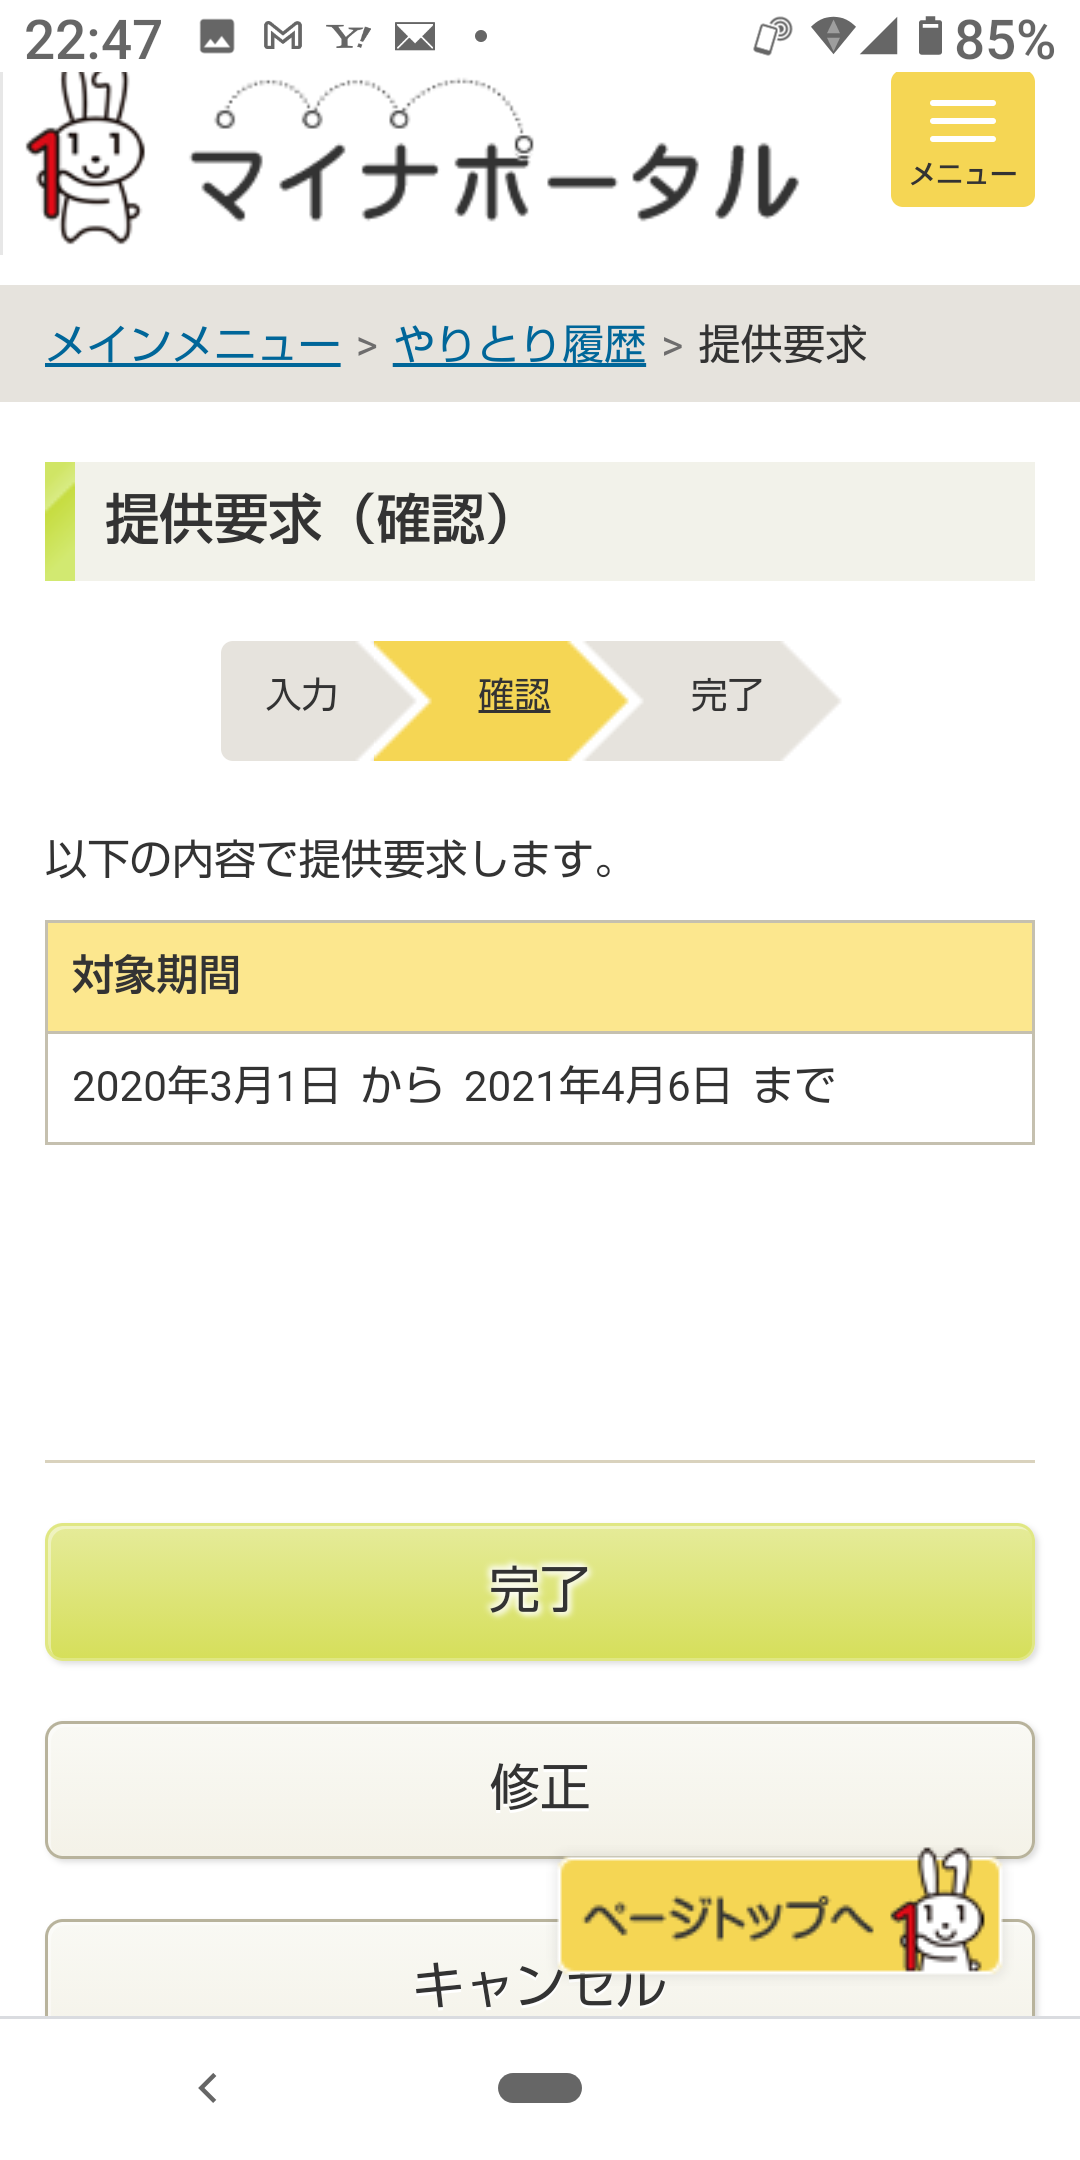 22:47 85%
マイナポータル
メニュー
メインメニュー > やりとり履歴 > 提供要求
提供要求（確認）
入力 確認 完了
以下の内容で提供要求します。
対象期間
2020年3月1日 から 2021年4月6日 まで
完了
修正
ページトップへ
キャンセル